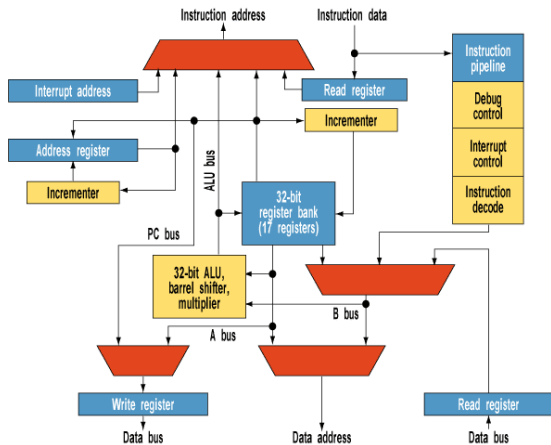 Instruction address
Instruction data
Instruction
pipeline
Interrupt address
Read register
Debug
control
Incrementer
Address register
ALU bus
Interrupt
control
Incrementer
32-bit
register bank
(17 registers)
Instruction
decode
PC bus
32-bit ALU,
barrel shifter,
multiplier
B bus
A bus
Write register
Read register
Data bus
Data address
Data bus